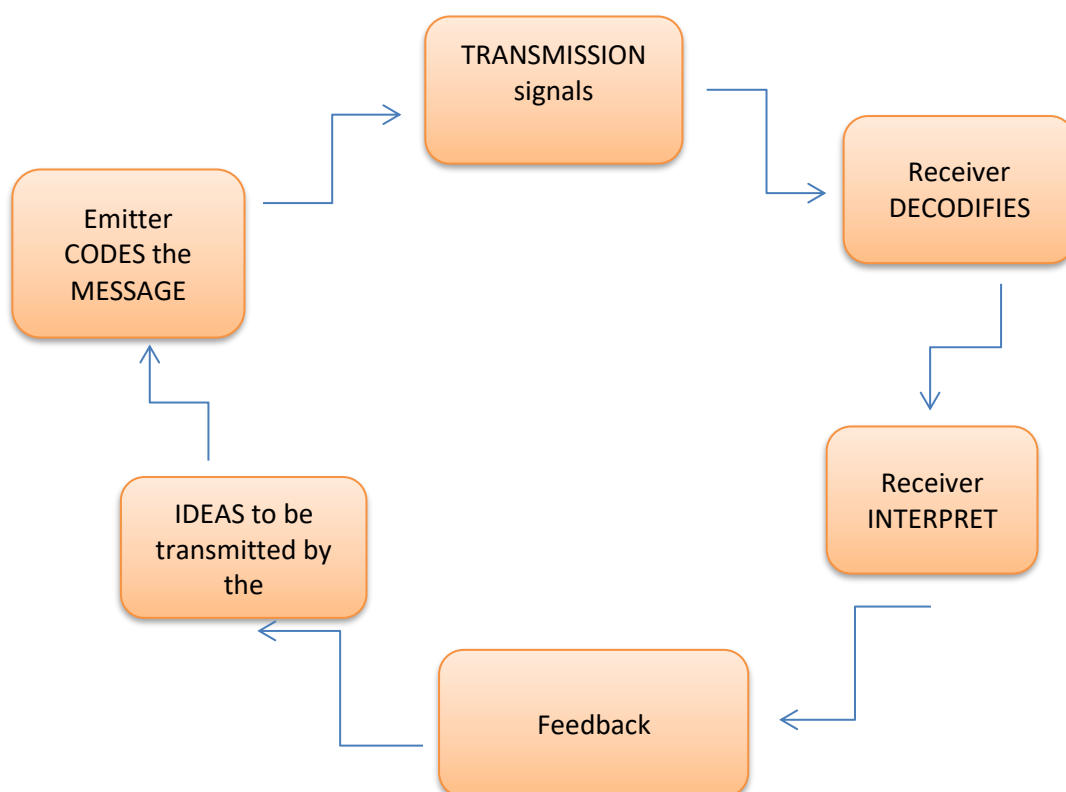 TRANSMISSION
signals
Receiver
DECODIFIES
Emitter
CODES the
MESSAGE
Receiver
INTERPRET
IDEAS to be
transmitted by
the
Feedback